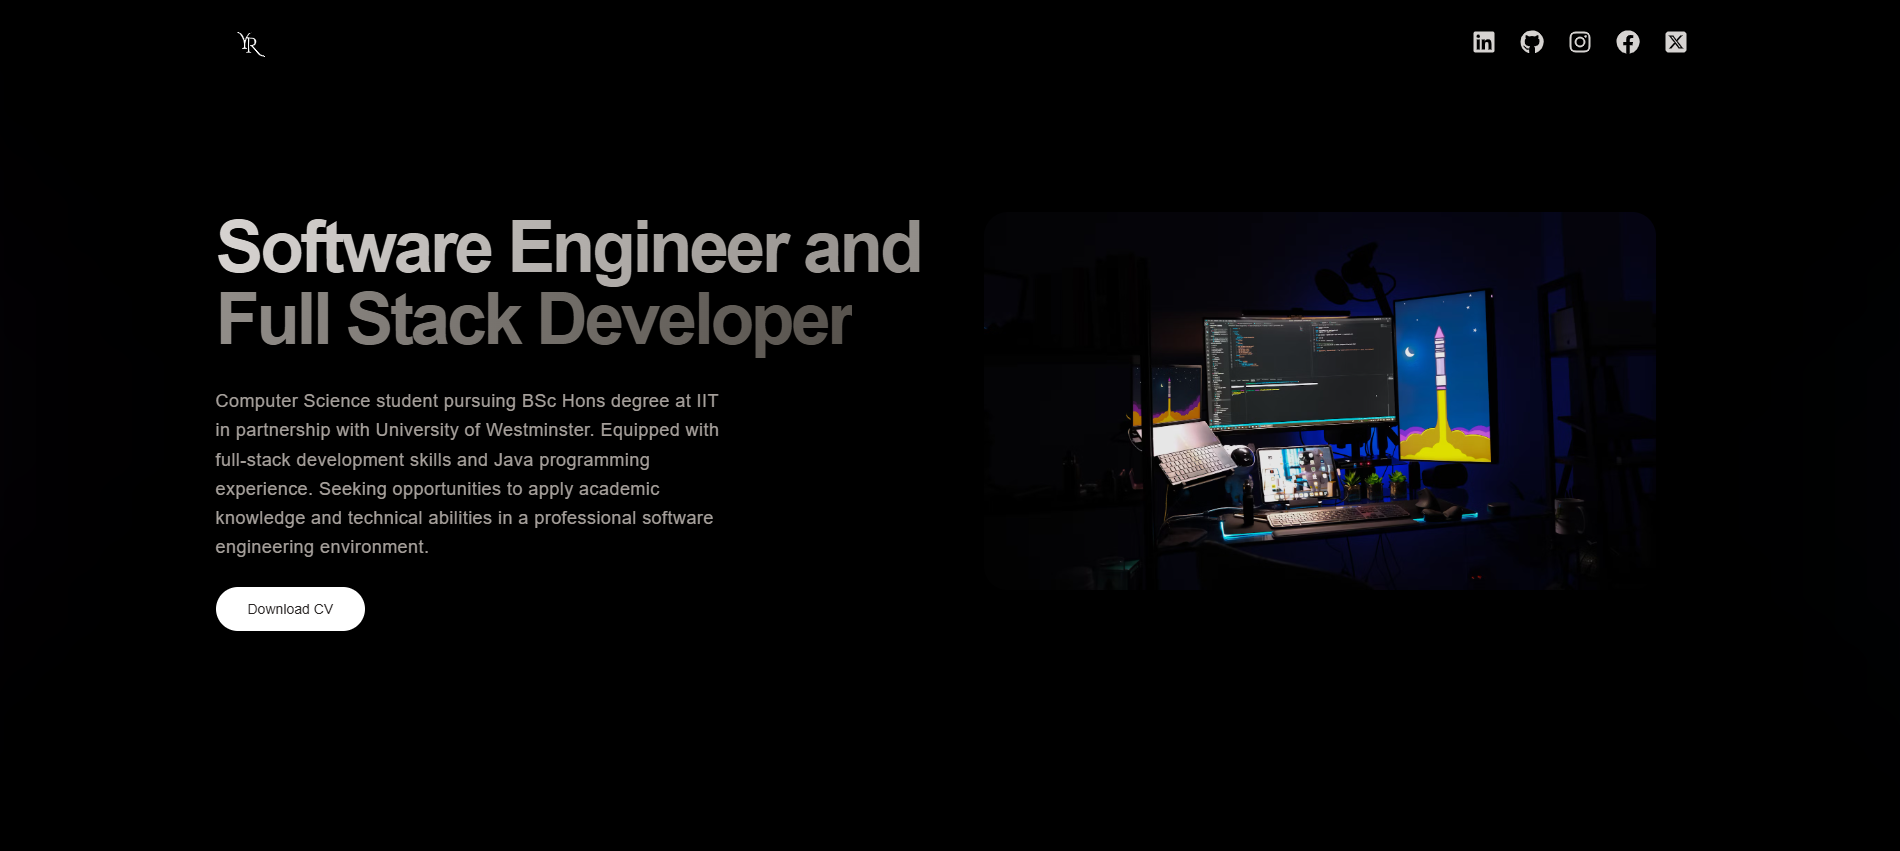 YR
Software Engineer and
Full Stack Developer
Computer Science student pursuing BSc Hons degree at IIT
in partnership with University of Westminster. Equipped with
full-stack development skills and Java programming
experience. Seeking opportunities to apply academic
knowledge and technical abilities in a professional software
engineering environment.
Download CV